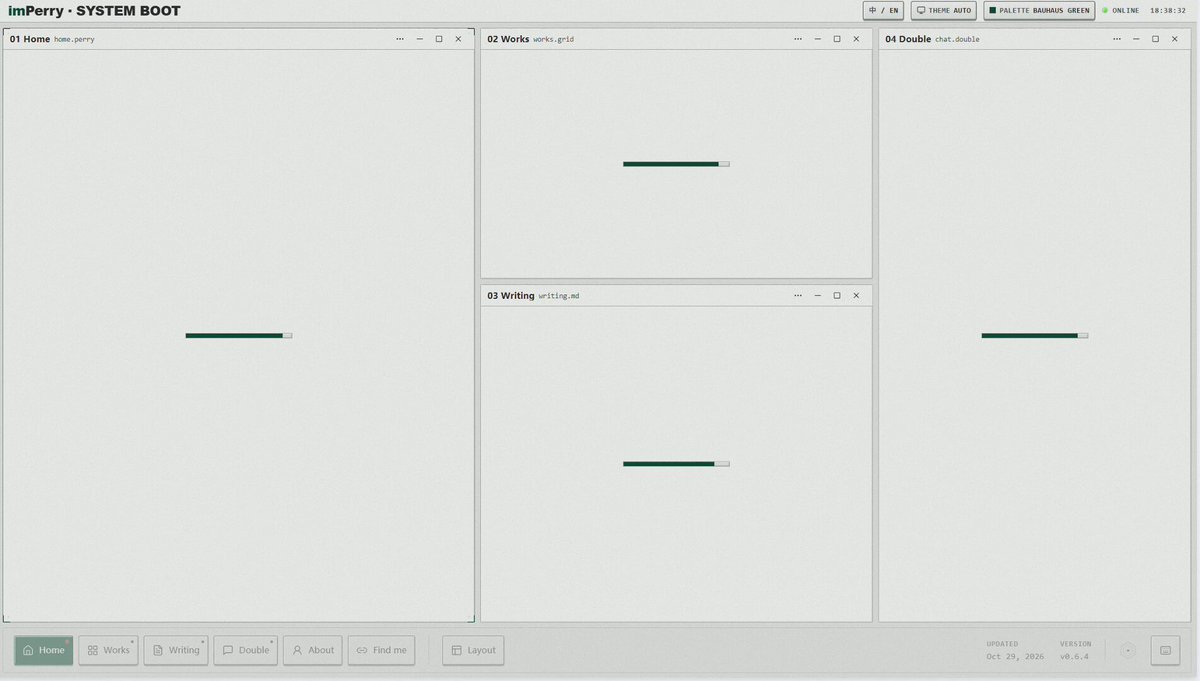 imPerry · SYSTEM BOOT
中 / EN
THEME AUTO
PALETTE BAUHAUS GREEN
ONLINE
18:38:32
01 Home home.perry
02 Works works.grid
04 Double chat.double
03 Writing writing.md
Home
Works
Writing
Double
About
Find me
Layout
UPDATED
Oct 29, 2026
VERSION
v0.6.4